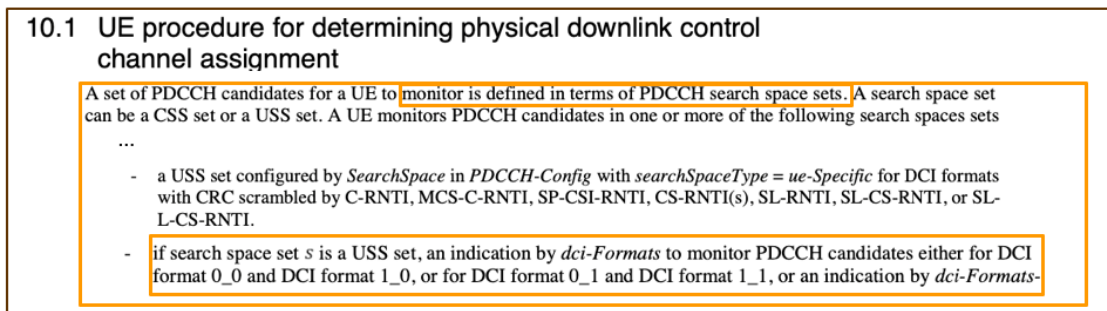 10.1 UE procedure for determining physical downlink control
channel assignment
A set of PDCCH candidates for a UE to monitor is defined in terms of PDCCH search space sets. A search space set
can be a CSS set or a USS set. A UE monitors PDCCH candidates in one or more of the following search spaces sets
...
- a USS set configured by SearchSpace in PDCCH-Config with searchSpaceType = ue-Specific for DCI formats
with CRC scrambled by C-RNTI, MCS-C-RNTI, SP-CSI-RNTI, CS-RNTI(s), SL-RNTI, SL-CS-RNTI, or SL-
L-CS-RNTI.
- if search space set s is a USS set, an indication by dci-Formats to monitor PDCCH candidates either for DCI
format 0_0 and DCI format 1_0, or for DCI format 0_1 and DCI format 1_1, or an indication by dci-Formats-